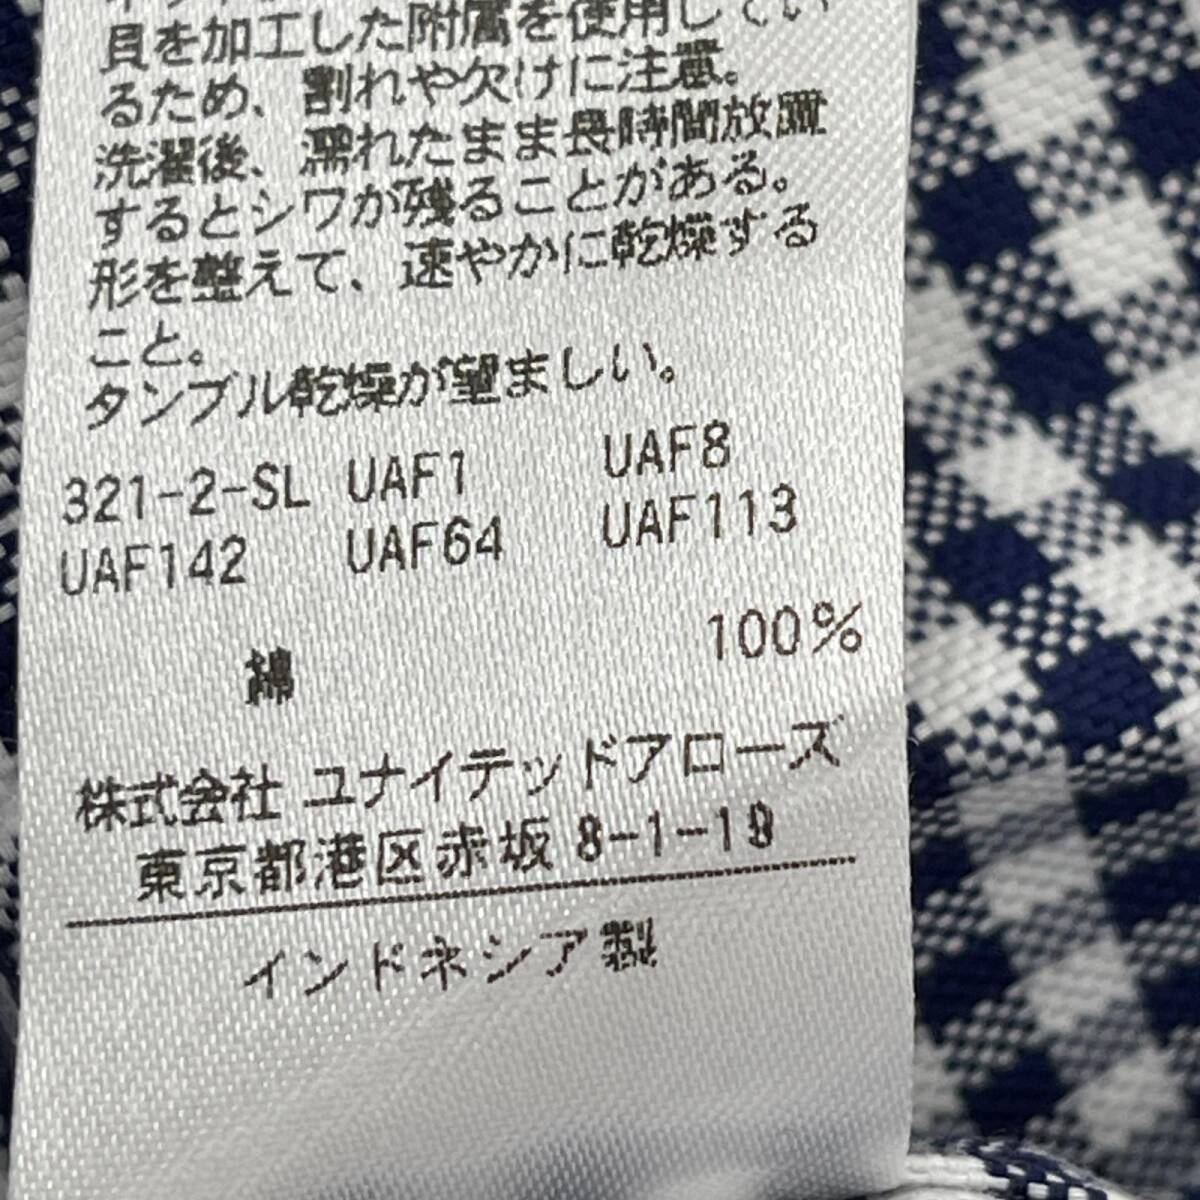 貝を加工した附属を使用してい
るため、割れや欠けに注意。
洗濯後、濡れたまま長時間放置
するとシワが残ることがある。
形を整えて、速やかに乾燥する
こと。
タンブル乾燥が望ましい。
321-2-SL UAF1 UAF8
UAF142 UAF64 UAF113
綿 100%
株式会社 ユナイテッドアローズ
東京都港区赤坂 8-1-19
インドネシア製